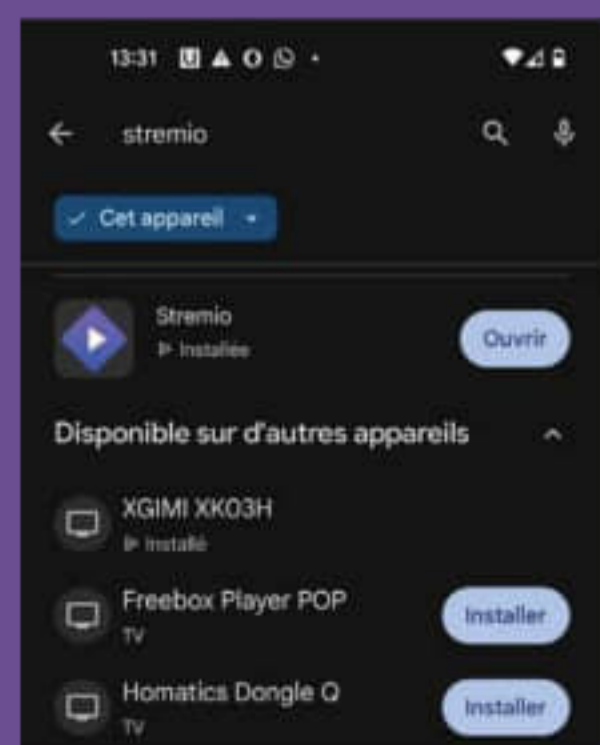 13:31
stremio
Cet appareil
Stremio
Installée
Ouvrir
Disponible sur d'autres appareils
XGIMI XK03H
Installé
Freebox Player POP
TV
Installer
Homatics Dongle Q
TV
Installer